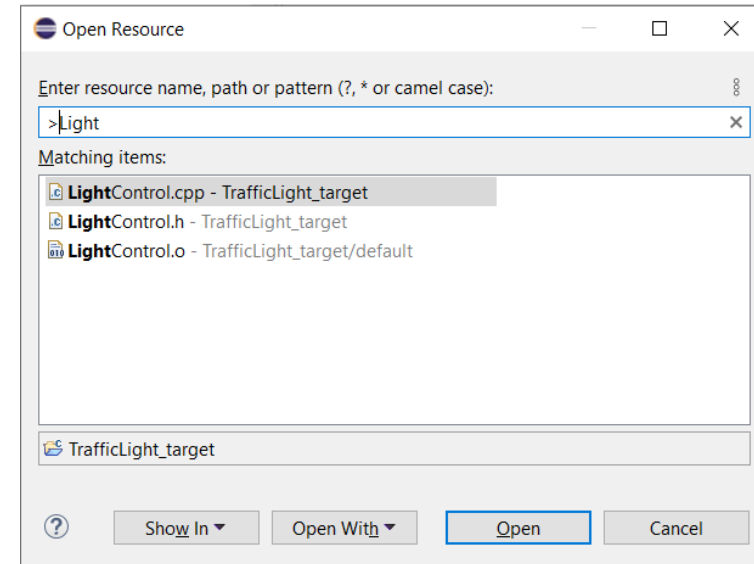 Open Resource
Enter resource name, path or pattern (?, * or camel case):
>Light
Matching items:
LightControl.cpp - TrafficLight_target
LightControl.h - TrafficLight_target
LightControl.o - TrafficLight_target/default
TrafficLight_target
Show In Open With Open Cancel